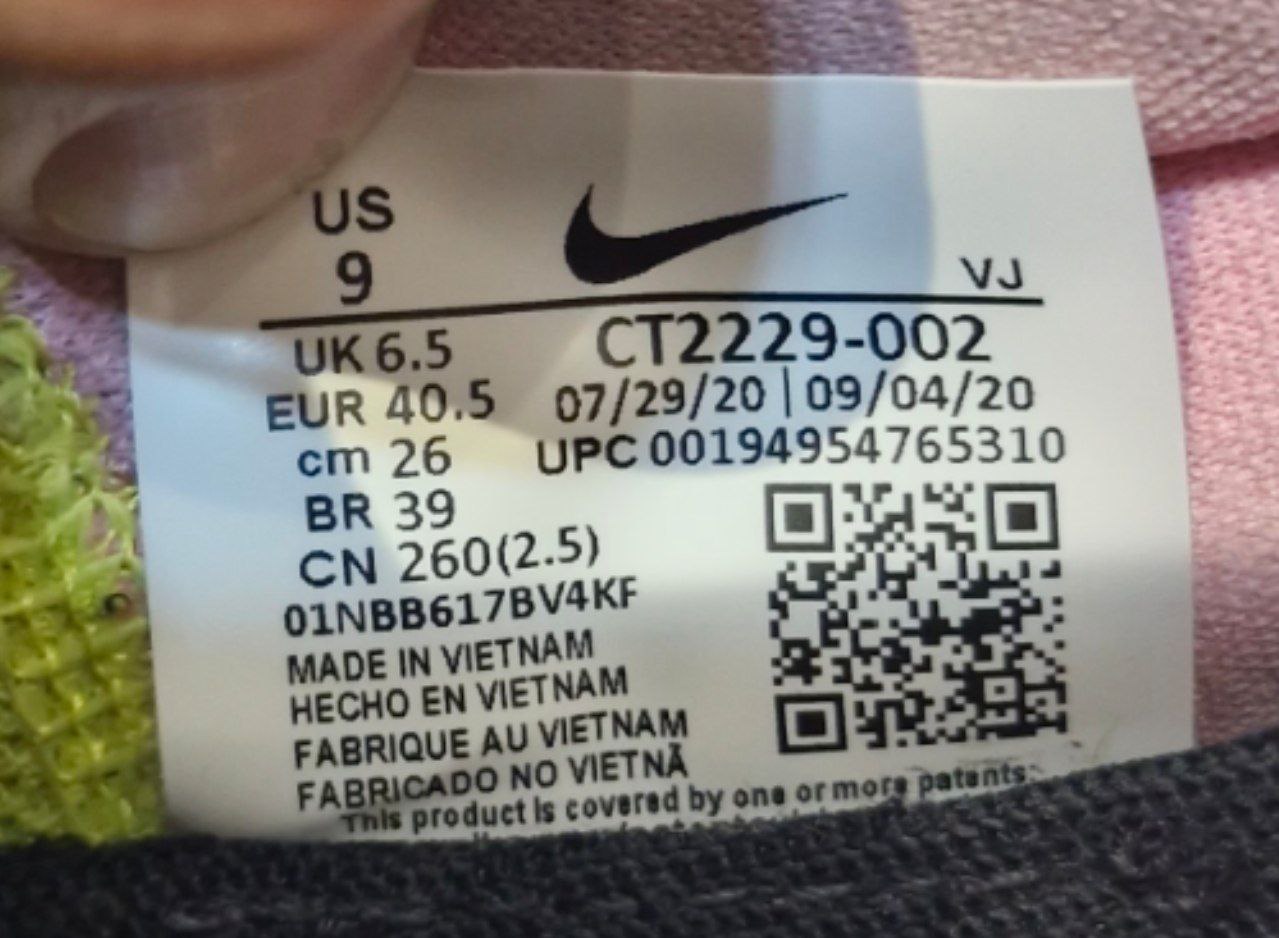 US
9
VJ
UK 6.5
CT2229-002
EUR 40.5
07/29/20 | 09/04/20
cm 26
UPC 00194954765310
BR 39
CN 260(2.5)
01NBB617BV4KF
MADE IN VIETNAM
HECHO EN VIETNAM
FABRIQUE AU VIETNAM
FABRICADO NO VIETNÃ
This product is covered by one or more patents: